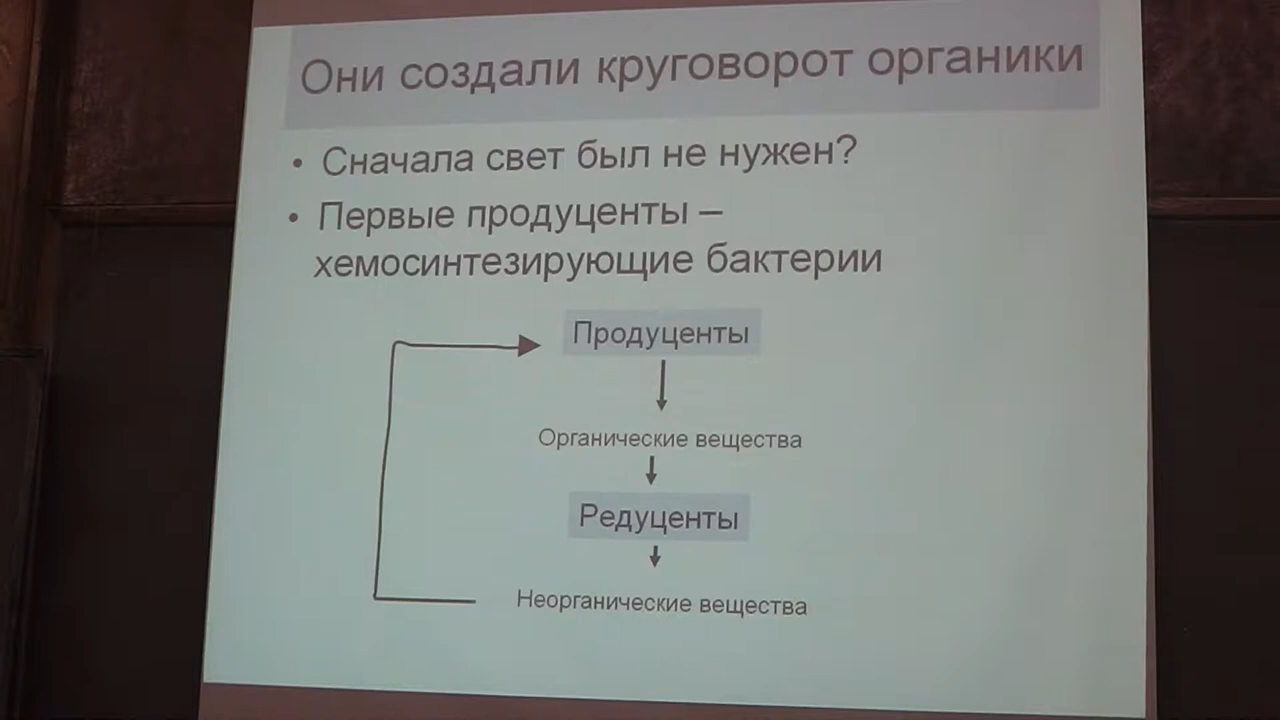 Они создали круговорот органики
• Сначала свет был не нужен?
• Первые продуценты –
хемосинтезирующие бактерии
Продуценты
Органические вещества
Редуценты
Неорганические вещества